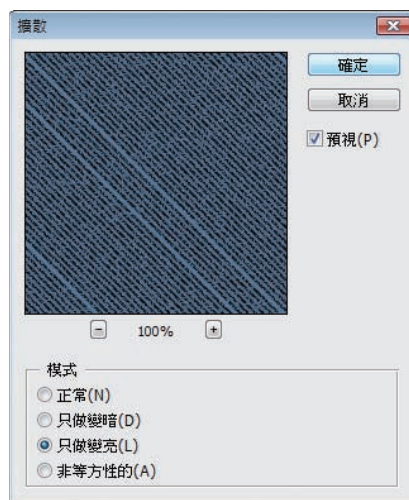 擴散
確定
取消
預視(P)
100%
模式
正常(N)
只做變暗(D)
只做變亮(L)
非等方性的(A)